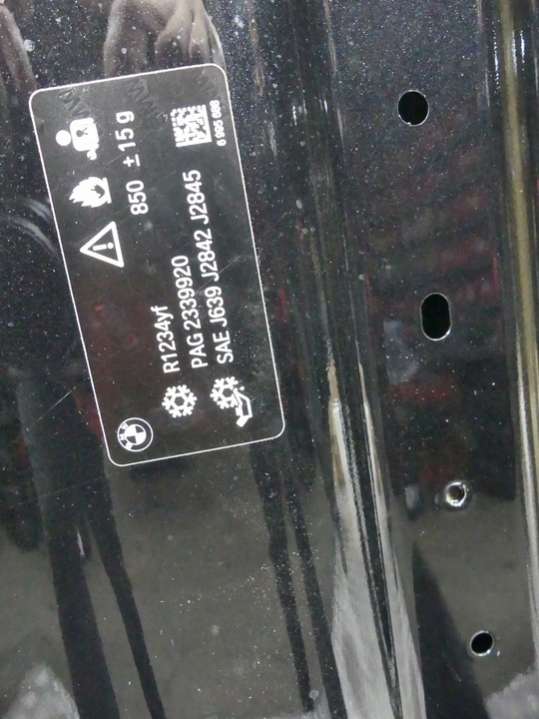 R1234yf 850 ± 15 g
PAG 2339920
SAE J639 J2842 J2845